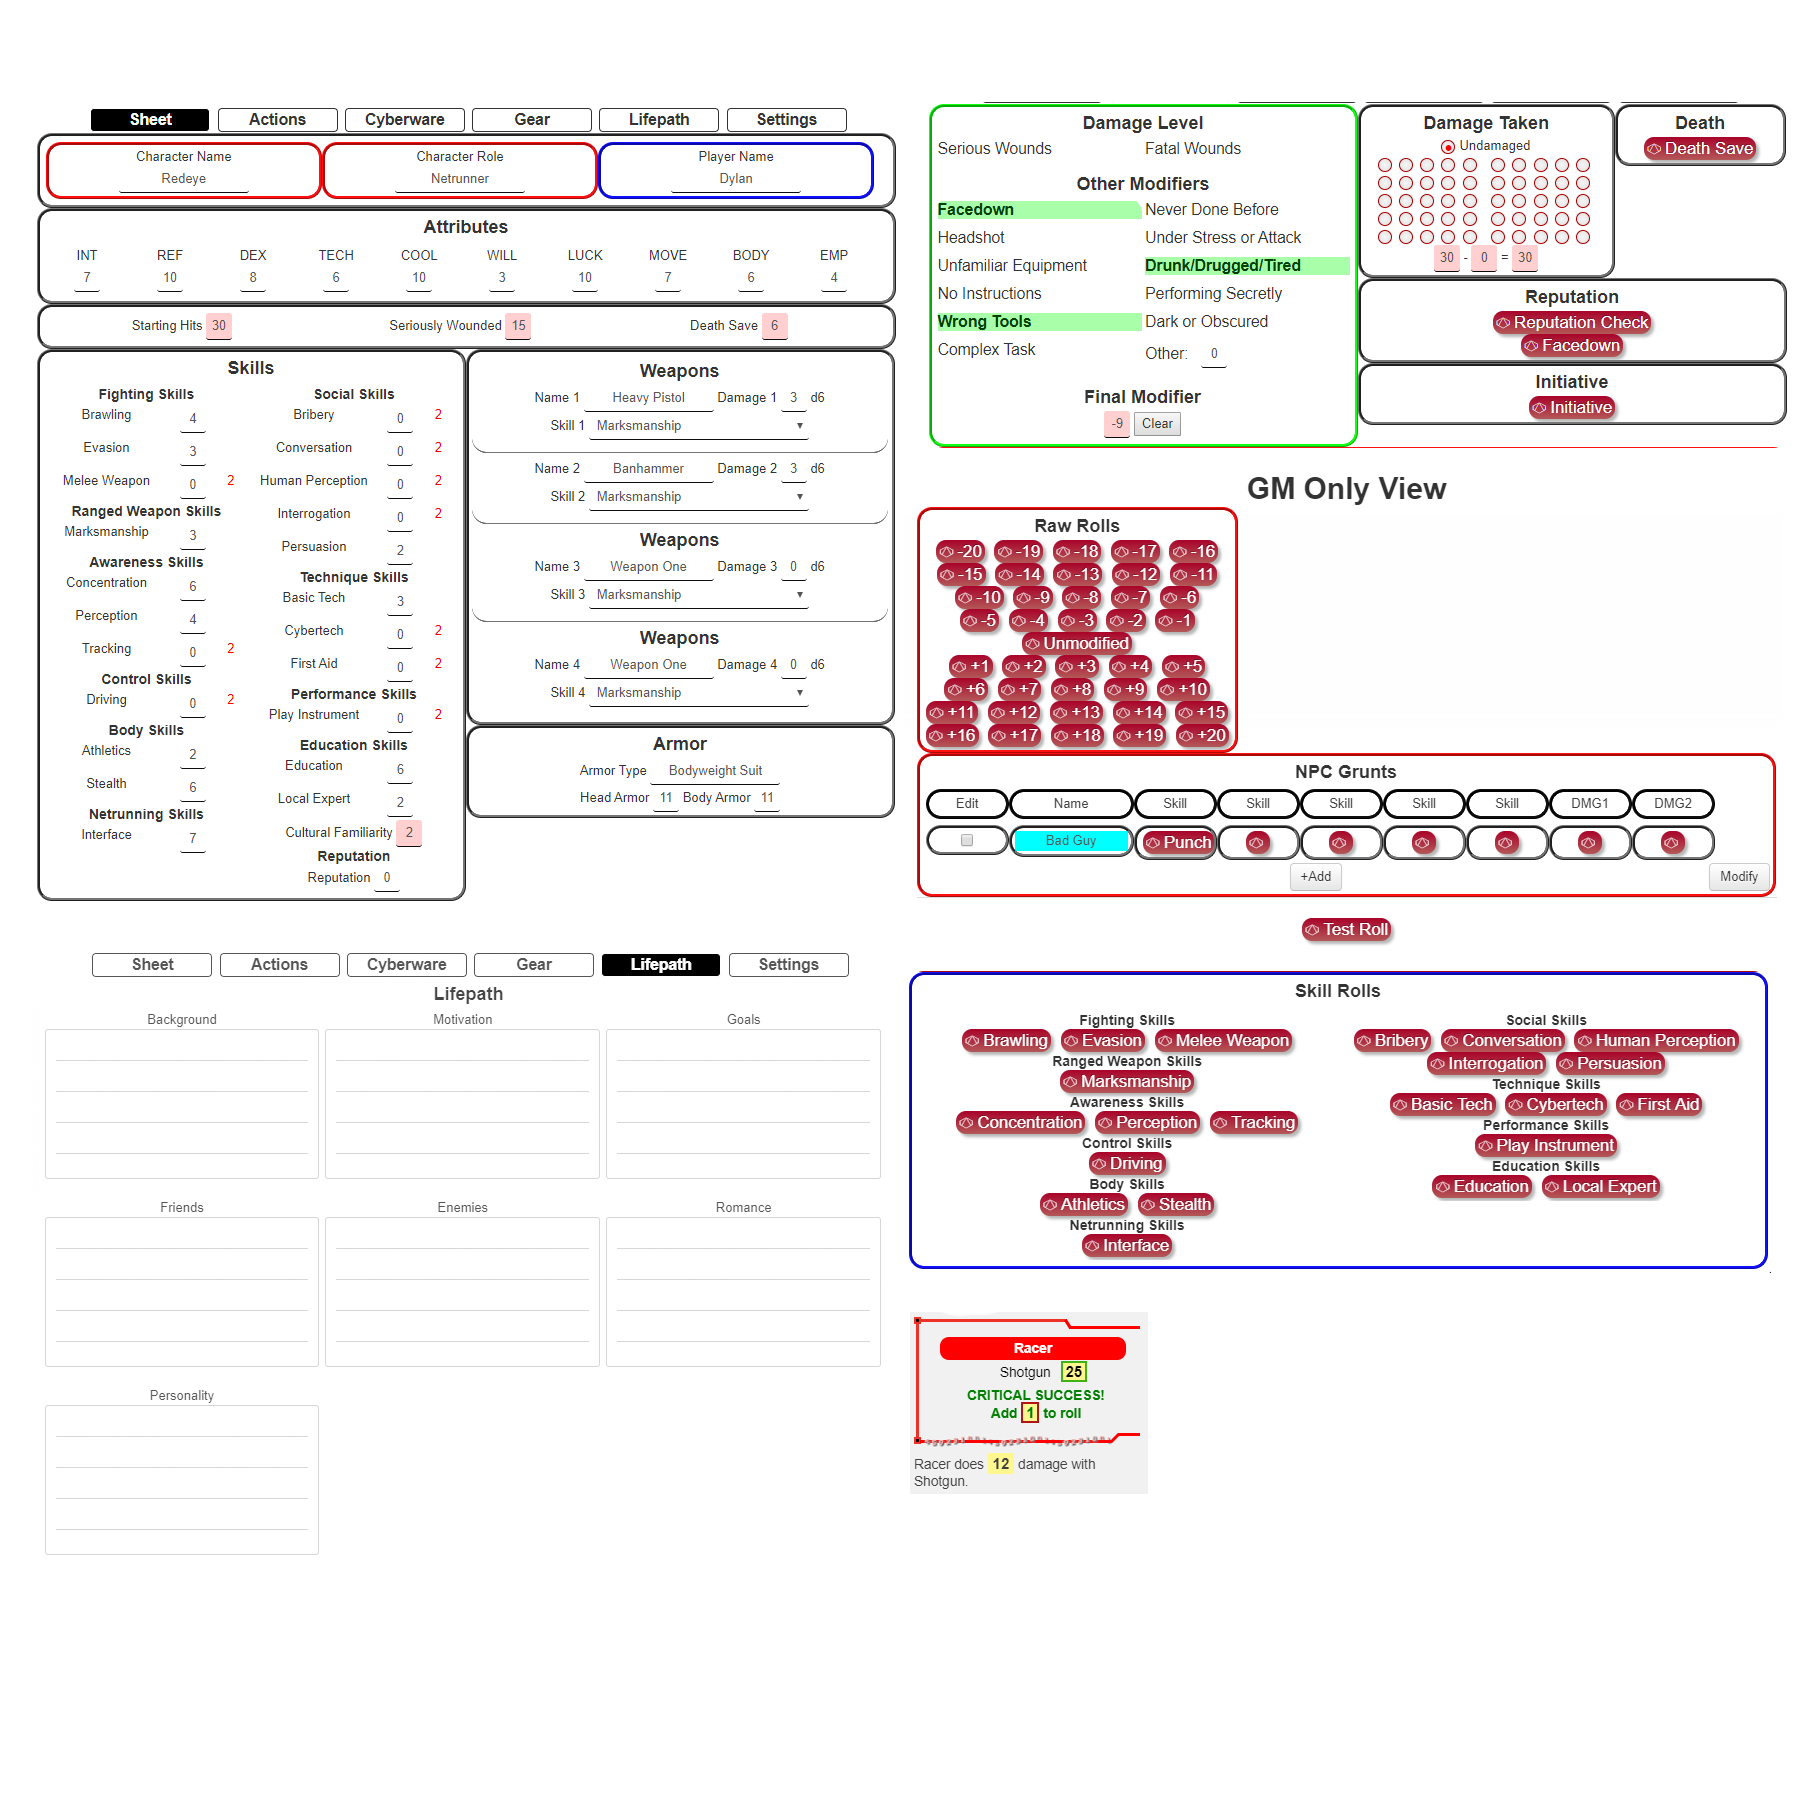 Sheet Actions Cyberware Gear Lifepath Settings
Character Name Character Role Player Name
Redeye Netrunner Dylan
Attributes
INT REF DEX TECH COOL WILL LUCK MOVE BODY EMP
7 10 8 6 10 3 10 7 6 4
Starting Hits 30 Seriously Wounded 15 Death Save 6
Skills
Fighting Skills
Brawling 4
Evasion 3
Melee Weapon 0 2
Ranged Weapon Skills
Marksmanship 3
Awareness Skills
Concentration 6
Perception 4
Tracking 0 2
Control Skills
Driving 0 2
Body Skills
Athletics 2
Stealth 6
Netrunning Skills
Interface 7
Social Skills
Bribery 0 2
Conversation 0 2
Human Perception 0 2
Interrogation 0 2
Persuasion 2
Technique Skills
Basic Tech 3
Cybertech 0 2
First Aid 0 2
Performance Skills
Play Instrument 0 2
Education Skills
Education 6
Local Expert 2
Cultural Familiarity 2
Reputation
Reputation 0
Weapons
Name 1 Heavy Pistol Damage 1 3 d6
Skill 1 Marksmanship
Name 2 Banhammer Damage 2 3 d6
Skill 2 Marksmanship
Weapons
Name 3 Weapon One Damage 3 0 d6
Skill 3 Marksmanship
Weapons
Name 4 Weapon One Damage 4 0 d6
Skill 4 Marksmanship
Armor
Armor Type Bodyweight Suit
Head Armor 11 Body Armor 11
Damage Level
Serious Wounds Fatal Wounds
Other Modifiers
Facedown Never Done Before
Headshot Under Stress or Attack
Unfamiliar Equipment Drunk/Drugged/Tired
No Instructions Performing Secretly
Wrong Tools Dark or Obscured
Complex Task Other: 0
Final Modifier
-9 Clear
Damage Taken
Undamaged
30 - 0 = 30
Death
Death Save
Reputation
Reputation Check
Facedown
Initiative
Initiative
GM Only View
Raw Rolls
-20 -19 -18 -17 -16
-15 -14 -13 -12 -11
-10 -9 -8 -7 -6
-5 -4 -3 -2 -1
Unmodified
+1 +2 +3 +4 +5
+6 +7 +8 +9 +10
+11 +12 +13 +14 +15
+16 +17 +18 +19 +20
NPC Grunts
Edit Name Skill Skill Skill Skill Skill DMG1 DMG2
Bad Guy Punch
+Add Modify
Test Roll
Sheet Actions Cyberware Gear Lifepath Settings
Lifepath
Background Motivation Goals
Friends Enemies Romance
Personality
Skill Rolls
Fighting Skills
Brawling Evasion Melee Weapon
Ranged Weapon Skills
Marksmanship
Awareness Skills
Concentration Perception Tracking
Control Skills
Driving
Body Skills
Athletics Stealth
Netrunning Skills
Interface
Social Skills
Bribery Conversation Human Perception
Interrogation Persuasion
Technique Skills
Basic Tech Cybertech First Aid
Performance Skills
Play Instrument
Education Skills
Education Local Expert
Racer
Shotgun 25
CRITICAL SUCCESS!
Add 1 to roll
Racer does 12 damage with
Shotgun.